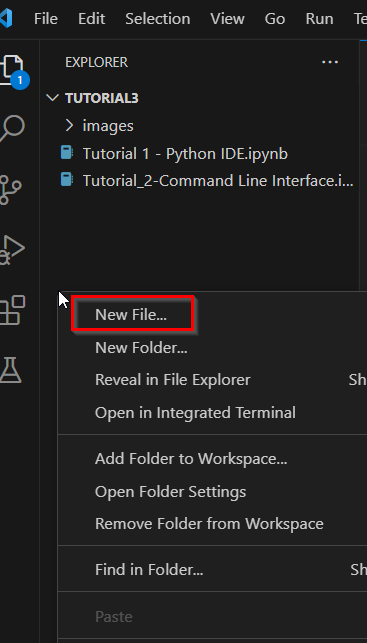 File Edit Selection View Go Run Te
EXPLORER ...
1
TUTORIAL3
images
Tutorial 1 - Python IDE.ipynb
Tutorial_2-Command Line Interface.i...
New File...
New Folder...
Reveal in File Explorer Sh
Open in Integrated Terminal
Add Folder to Workspace...
Open Folder Settings
Remove Folder from Workspace
Find in Folder... Sh
Paste